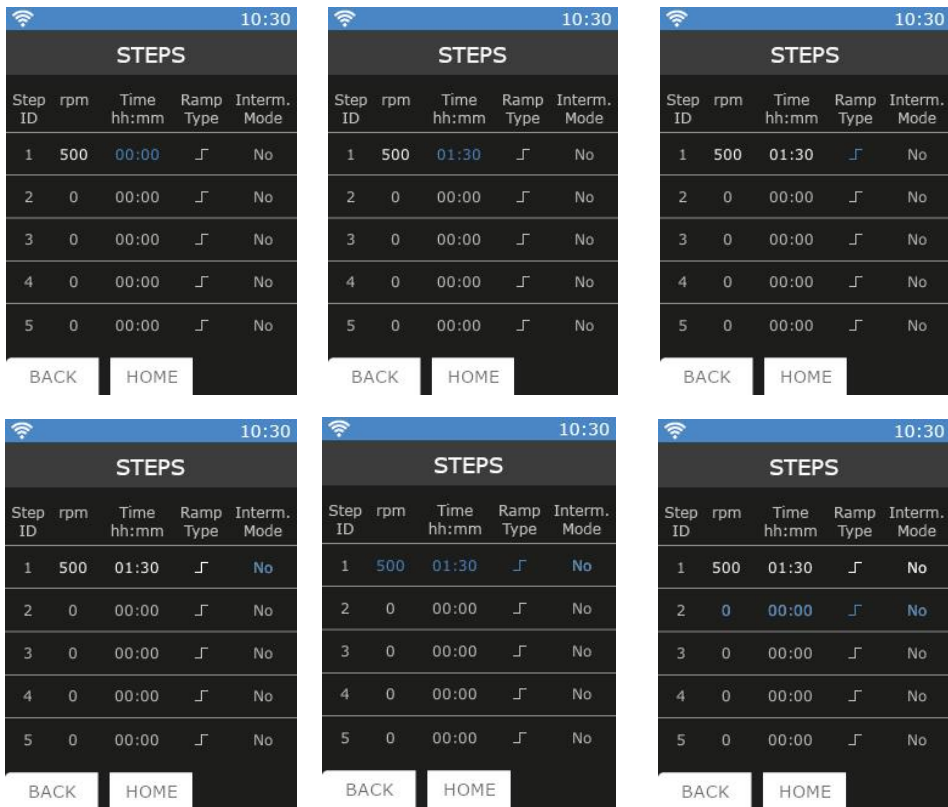 10:30
STEPS
Step ID rpm Time hh:mm Ramp Type Interm. Mode
1 500 00:00 No
2 0 00:00 No
3 0 00:00 No
4 0 00:00 No
5 0 00:00 No
BACK HOME
10:30
STEPS
Step ID rpm Time hh:mm Ramp Type Interm. Mode
1 500 01:30 No
2 0 00:00 No
3 0 00:00 No
4 0 00:00 No
5 0 00:00 No
BACK HOME
10:30
STEPS
Step ID rpm Time hh:mm Ramp Type Interm. Mode
1 500 01:30 No
2 0 00:00 No
3 0 00:00 No
4 0 00:00 No
5 0 00:00 No
BACK HOME
10:30
STEPS
Step ID rpm Time hh:mm Ramp Type Interm. Mode
1 500 01:30 No
2 0 00:00 No
3 0 00:00 No
4 0 00:00 No
5 0 00:00 No
BACK HOME
10:30
STEPS
Step ID rpm Time hh:mm Ramp Type Interm. Mode
1 500 01:30 No
2 0 00:00 No
3 0 00:00 No
4 0 00:00 No
5 0 00:00 No
BACK HOME
10:30
STEPS
Step ID rpm Time hh:mm Ramp Type Interm. Mode
1 500 01:30 No
2 0 00:00 No
3 0 00:00 No
4 0 00:00 No
5 0 00:00 No
BACK HOME